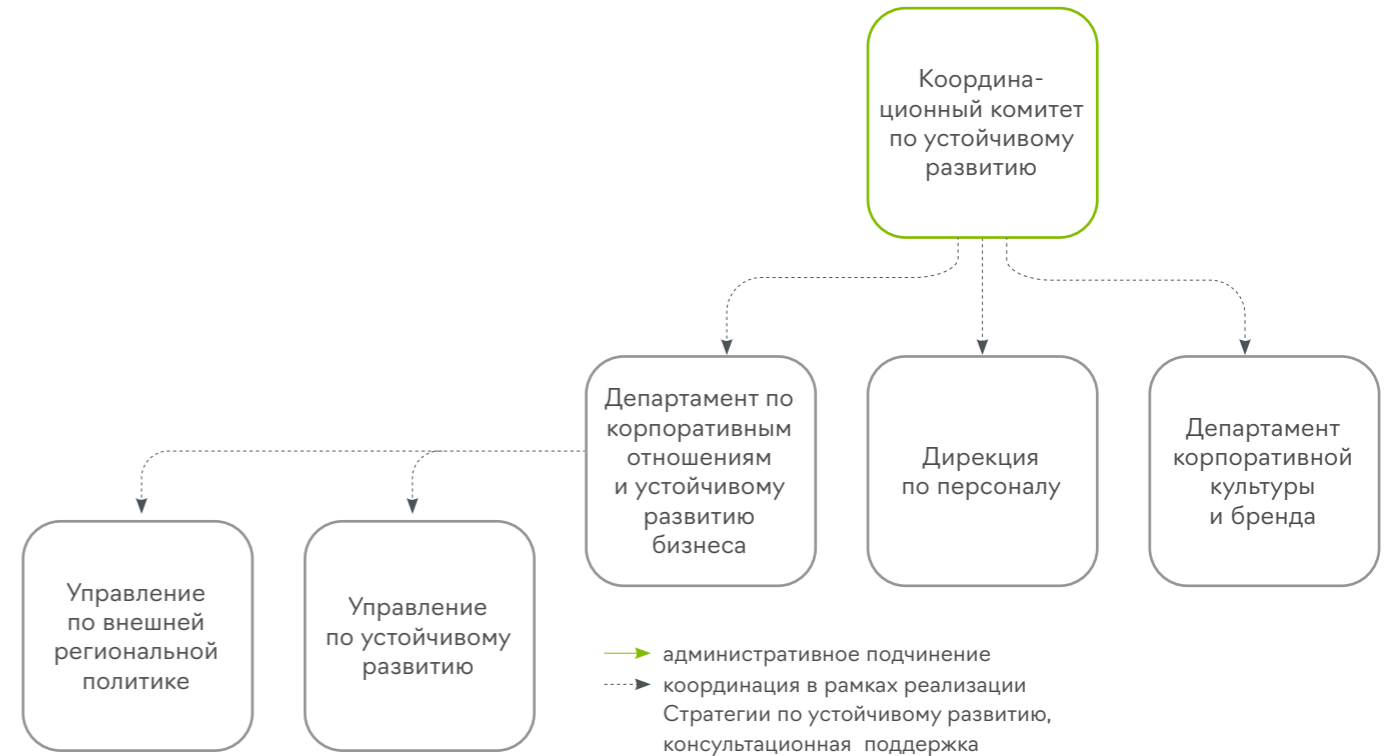 Координа-
ционный комитет
по устойчивому
развитию
Департамент по
корпоративным
отношениям
и устойчивому
развитию
бизнеса
Дирекция
по персоналу
Департамент
корпоративной
культуры
и бренда
Управление
по внешней
региональной
политике
Управление
по устойчивому
развитию
административное подчинение
координация в рамках реализации
Стратегии по устойчивому развитию,
консультационная поддержка